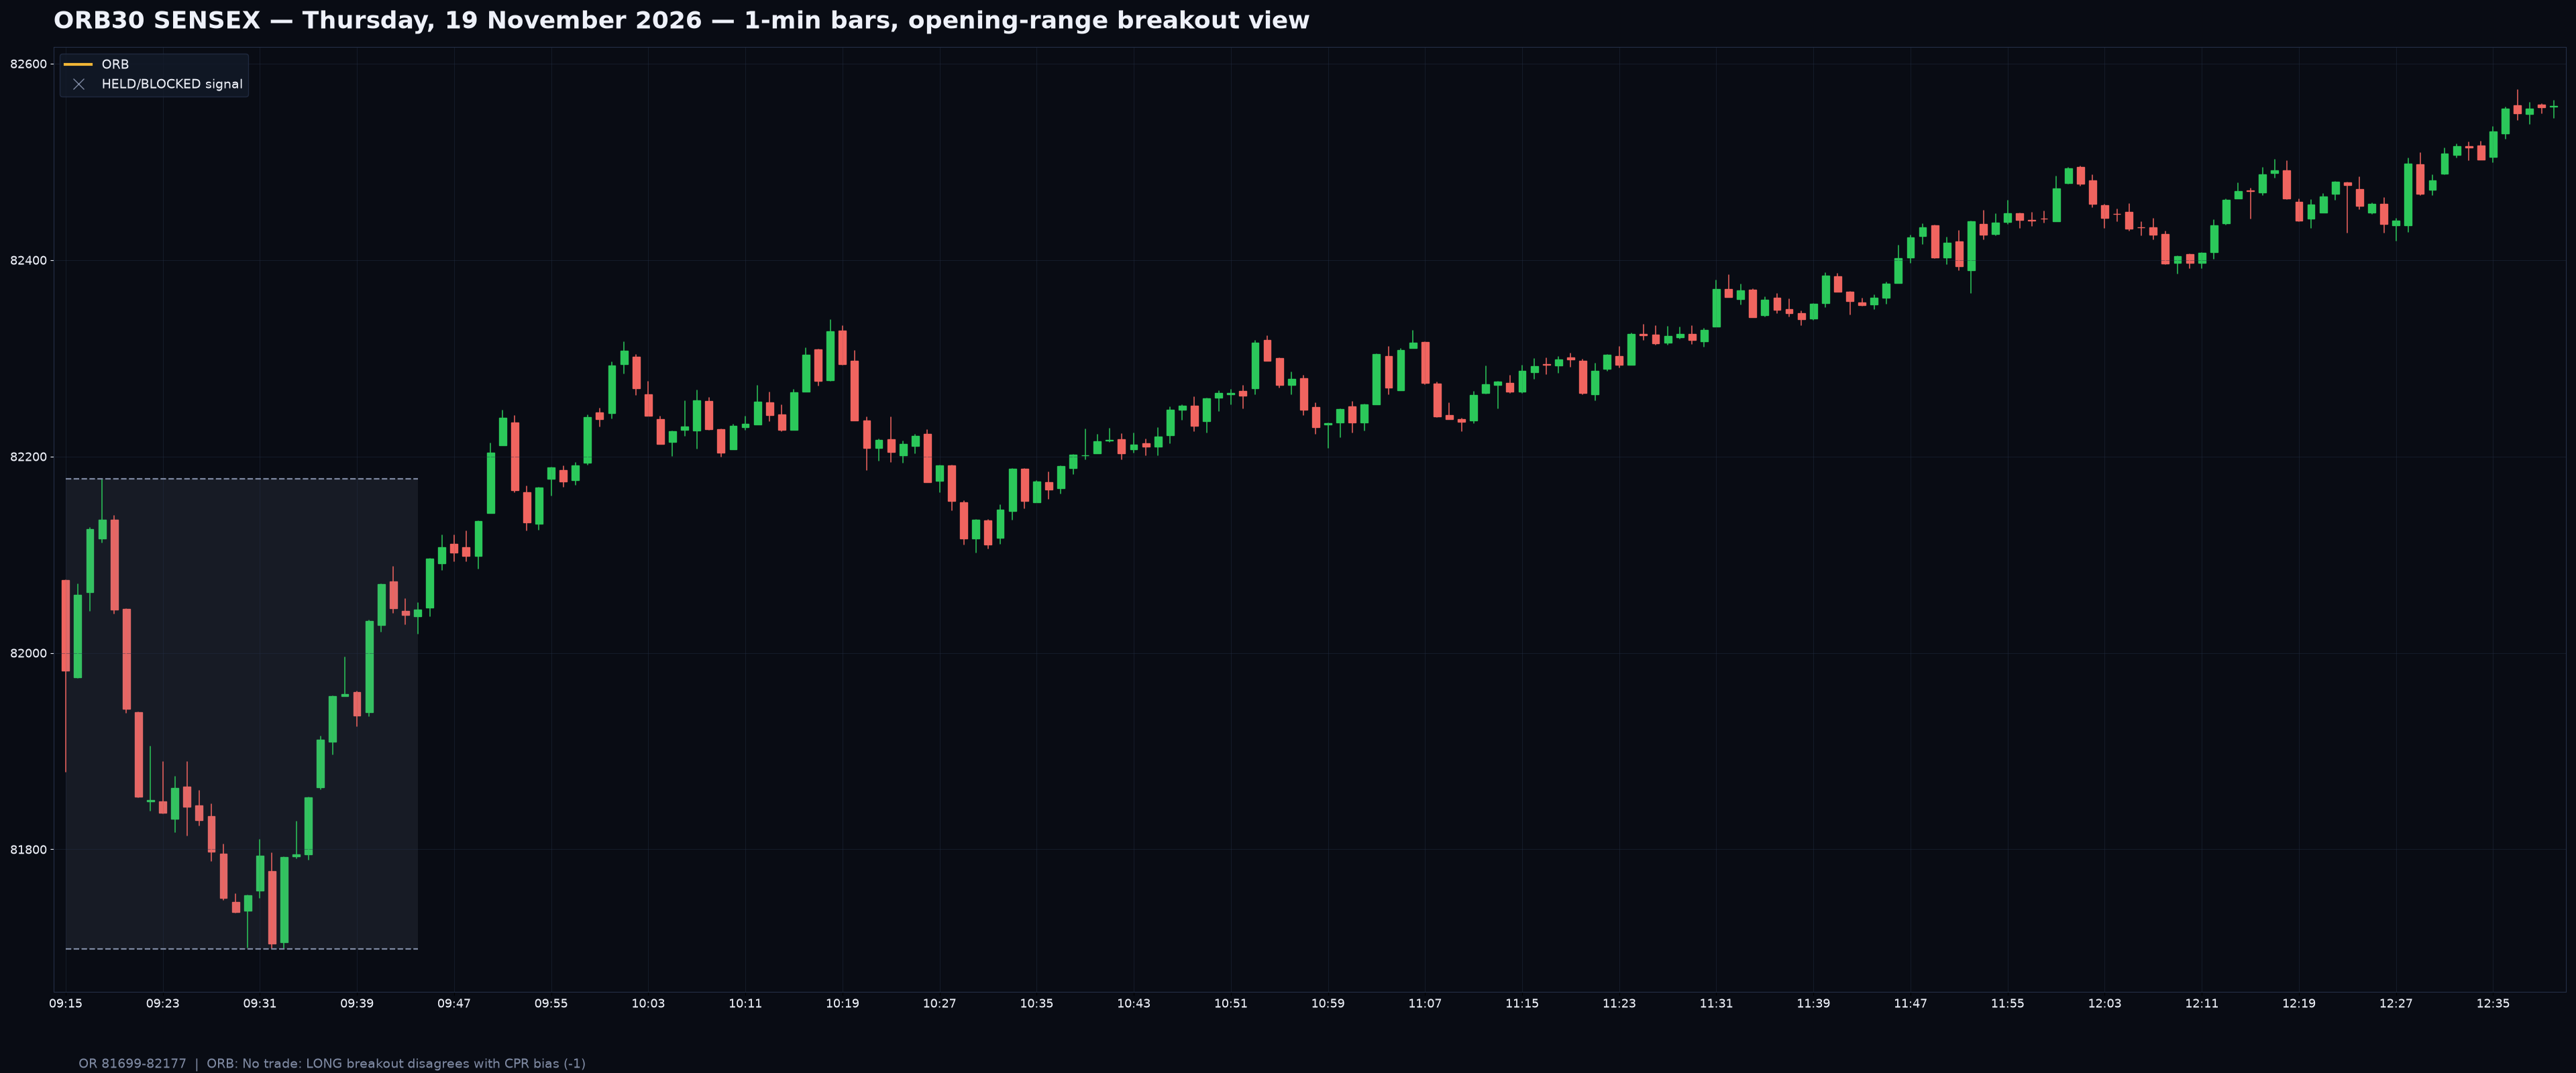 ORB30 SENSEX — Thursday, 19 November 2026 — 1-min bars, opening-range breakout view
ORB
HELD/BLOCKED signal
82600
82400
82200
82000
81800
09:15 09:23 09:31 09:39 09:47 09:55 10:03 10:11 10:19 10:27 10:35 10:43 10:51 10:59 11:07 11:15 11:23 11:31 11:39 11:47 11:55 12:03 12:11 12:19 12:27 12:35
OR 81699-82177 | ORB: No trade: LONG breakout disagrees with CPR bias (-1)